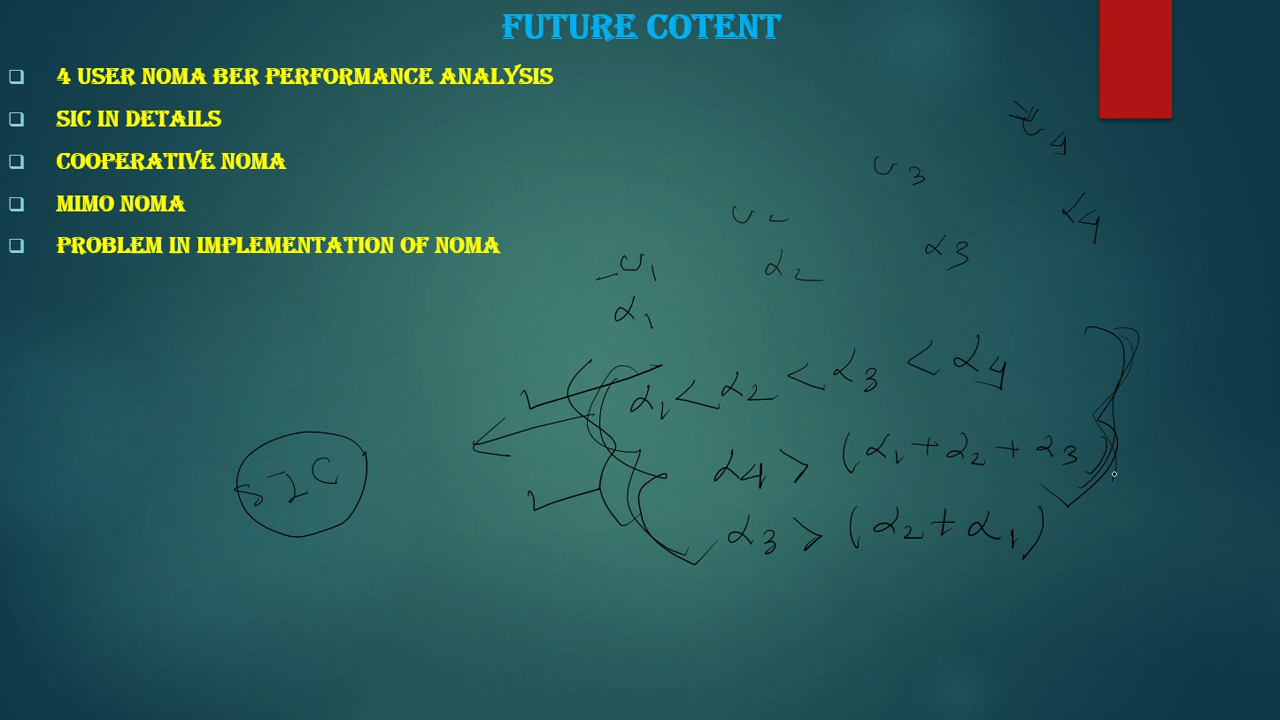 FUTURE COTENT
4 USER NOMA BER PERFORMANCE ANALYSIS
SIC IN DETAILS
COOPERATIVE NOMA
MIMO NOMA
PROBLEM IN IMPLEMENTATION OF NOMA
U4
U3
α4
U2
α3
U1
α2
α1
α1 < α2 < α3 < α4
α4 > (α1 + α2 + α3)
SIC
α3 > (α2 + α1)